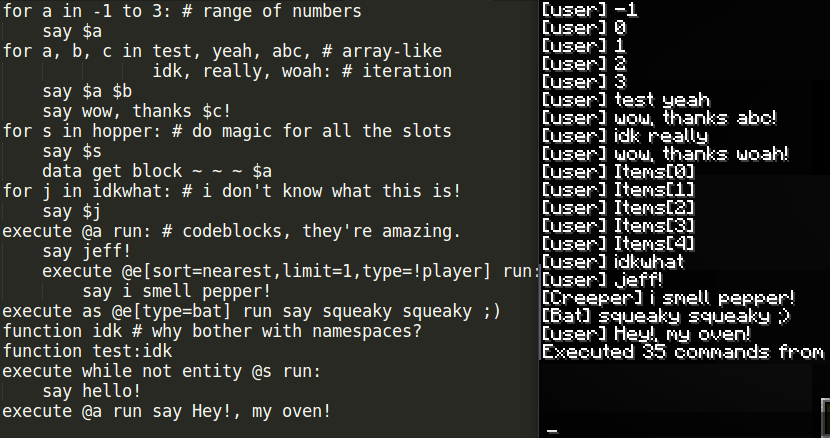 for a in -1 to 3: # range of numbers
say $a
for a, b, c in test, yeah, abc, # array-like
idk, really, woah: # iteration
say $a $b
say wow, thanks $c!
for s in hopper: # do magic for all the slots
say $s
data get block ~ ~ ~ $a
for j in idkwhat: # i don't know what this is!
say $j
execute @a run: # codeblocks, they're amazing.
say jeff!
execute @e[sort=nearest,limit=1,type=!player] run:
say i smell pepper!
execute as @e[type=bat] run say squeaky squeaky ;)
function idk # why bother with namespaces?
function test:idk
execute while not entity @s run:
say hello!
execute @a run say Hey!, my oven!
[user] -1
[user] 0
[user] 1
[user] 2
[user] 3
[user] test yeah
[user] wow, thanks abc!
[user] idk really
[user] wow, thanks woah!
[user] Items[0]
[user] Items[1]
[user] Items[2]
[user] Items[3]
[user] Items[4]
[user] idkwhat
[user] jeff!
[Creeper] i smell pepper!
[Bat] squeaky squeaky ;)
[user] Hey!, my oven!
Executed 35 commands from
_